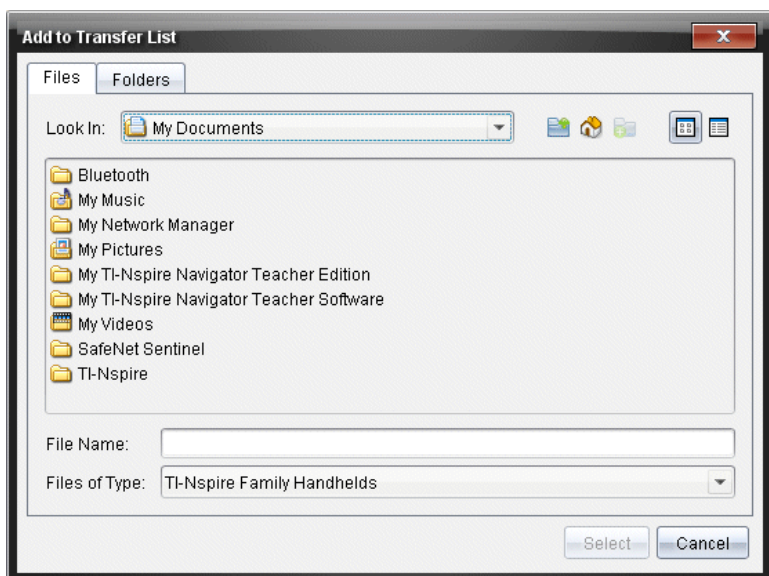 Add to Transfer List
Files Folders
Look In: My Documents
Bluetooth
My Music
My Network Manager
My Pictures
My TI-Nspire Navigator Teacher Edition
My TI-Nspire Navigator Teacher Software
My Videos
SafeNet Sentinel
TI-Nspire
File Name:
Files of Type: TI-Nspire Family Handhelds
Select Cancel